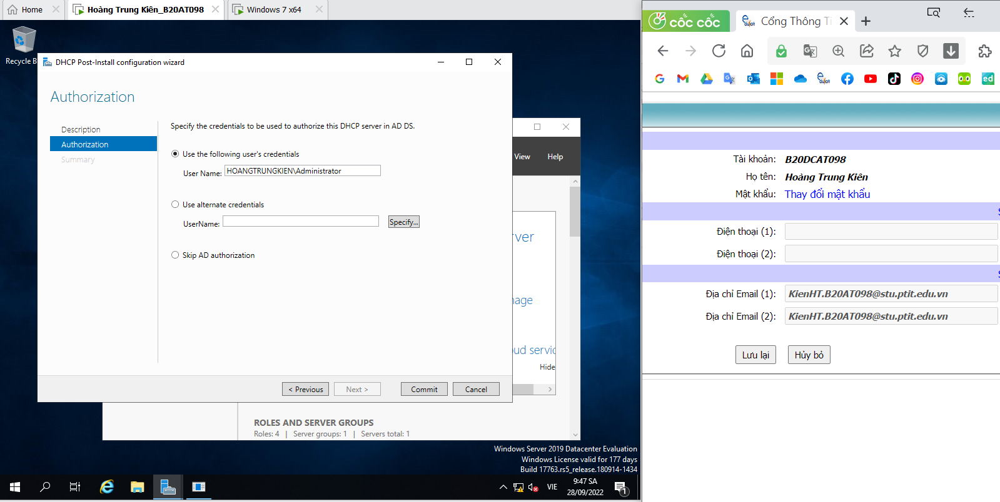 Home
Hoàng Trung Kiên_B20AT098
Windows 7 x64
Recycle B
DHCP Post-Install configuration wizard
Authorization
Description
Authorization
Summary
Specify the credentials to be used to authorize this DHCP server in AD DS.
Use the following user's credentials
User Name: HOANGTRUNGKIEN\Administrator
Use alternate credentials
UserName:
Specify...
Skip AD authorization
< Previous
Next >
Commit
Cancel
View
Help
rver
nage
oud servic
Hide
ROLES AND SERVER GROUPS
Roles: 4 | Server groups: 1 | Servers total: 1
Windows Server 2019 Datacenter Evaluation
Windows License valid for 177 days
Build 17763.rs5_release.180914-1434
VIE
9:47 SA
28/09/2022
1
cốc cốc
Cổng Thông Ti
Tài khoản: B20DCAT098
Họ tên: Hoàng Trung Kiên
Mật khẩu: Thay đổi mật khẩu
Điện thoại (1):
Điện thoại (2):
Địa chỉ Email (1): KienHT.B20AT098@stu.ptit.edu.vn
Địa chỉ Email (2): KienHT.B20AT098@stu.ptit.edu.vn
Lưu lại
Hủy bỏ